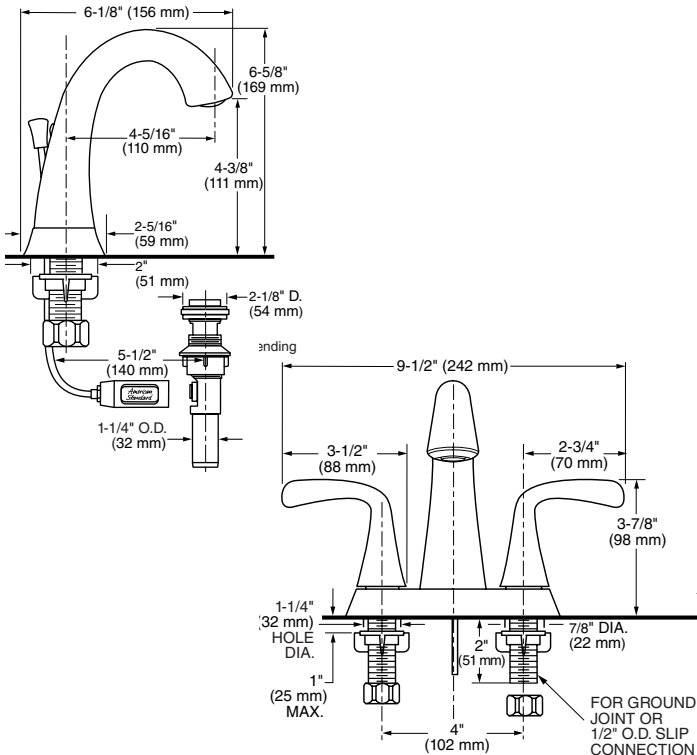 6-1/8" (156 mm)
6-5/8"
(169 mm)
4-5/16"
(110 mm)
4-3/8"
(111 mm)
2-5/16"
(59 mm)
2"
(51 mm)
2-1/8" D.
(54 mm)
ending
5-1/2"
(140 mm)
American
Standard
1-1/4" O.D.
(32 mm)
9-1/2" (242 mm)
3-1/2"
(88 mm)
2-3/4"
(70 mm)
3-7/8"
(98 mm)
1-1/4"
(32 mm)
HOLE
DIA.
2"
(51 mm)
7/8" DIA.
(22 mm)
1"
(25 mm)
MAX.
4"
(102 mm)
FOR GROUND
JOINT OR
1/2" O.D. SLIP
CONNECTION